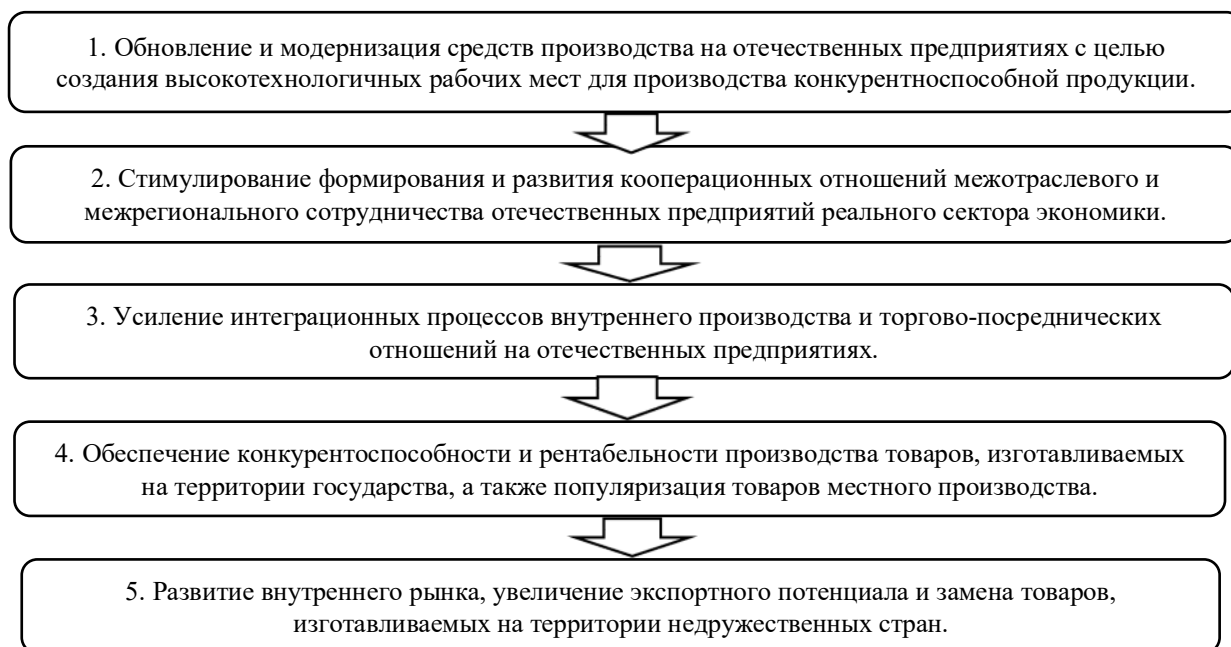 1. Обновление и модернизация средств производства на отечественных предприятиях с целью
создания высокотехнологичных рабочих мест для производства конкурентноспособной продукции.
2. Стимулирование формирования и развития кооперационных отношений межотраслевого и
межрегионального сотрудничества отечественных предприятий реального сектора экономики.
3. Усиление интеграционных процессов внутреннего производства и торгово-посреднических
отношений на отечественных предприятиях.
4. Обеспечение конкурентоспособности и рентабельности производства товаров, изготавливаемых
на территории государства, а также популяризация товаров местного производства.
5. Развитие внутреннего рынка, увеличение экспортного потенциала и замена товаров,
изготавливаемых на территории недружественных стран.